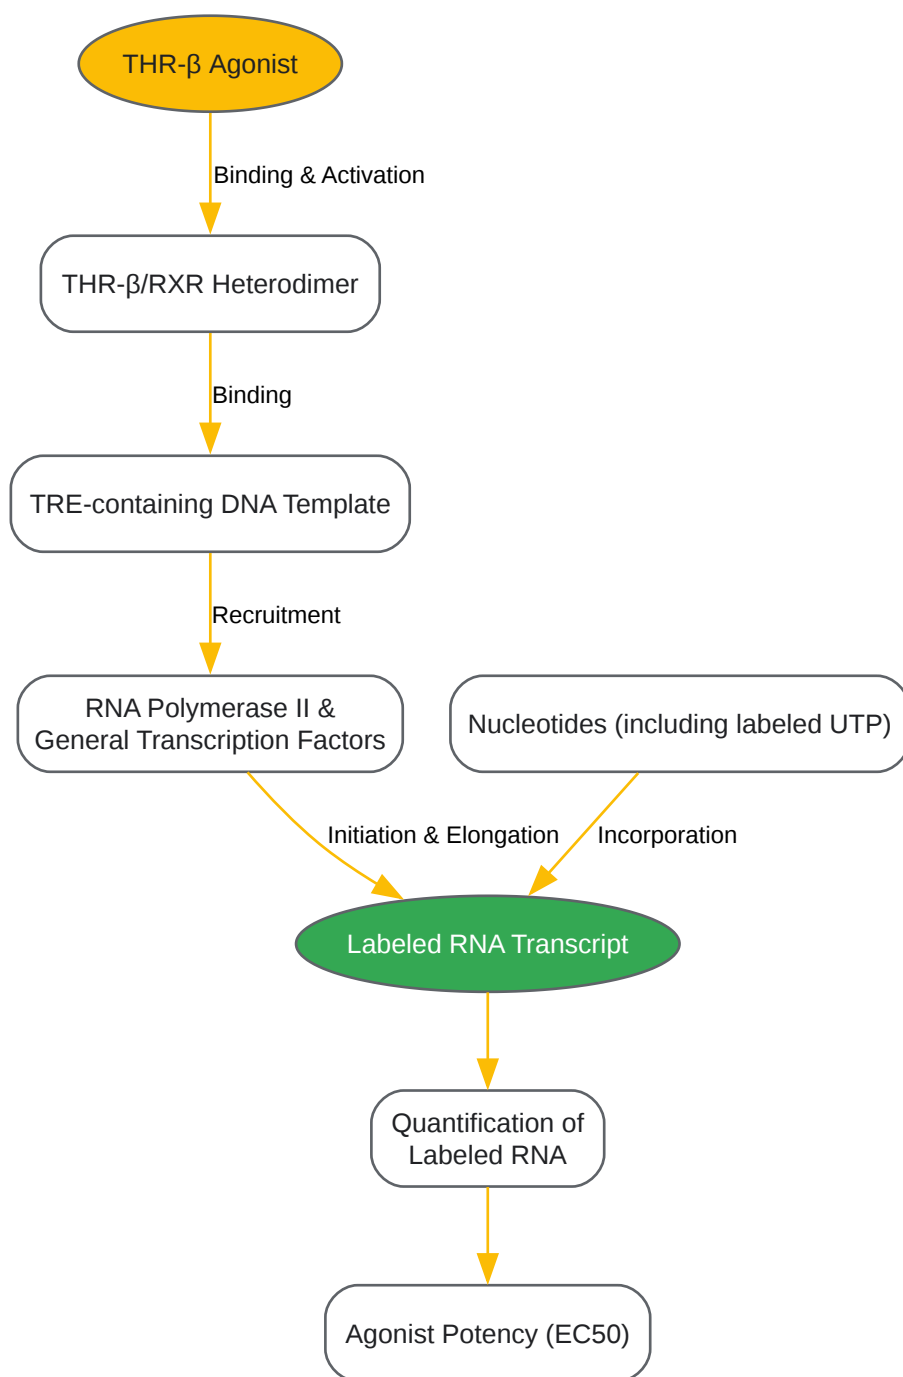 THR-β Agonist
Binding & Activation
THR-β/RXR Heterodimer
Binding
TRE-containing DNA Template
Recruitment
RNA Polymerase II &
General Transcription Factors
Nucleotides (including labeled UTP)
Initiation & Elongation
Incorporation
Labeled RNA Transcript
Quantification of
Labeled RNA
Agonist Potency (EC50)